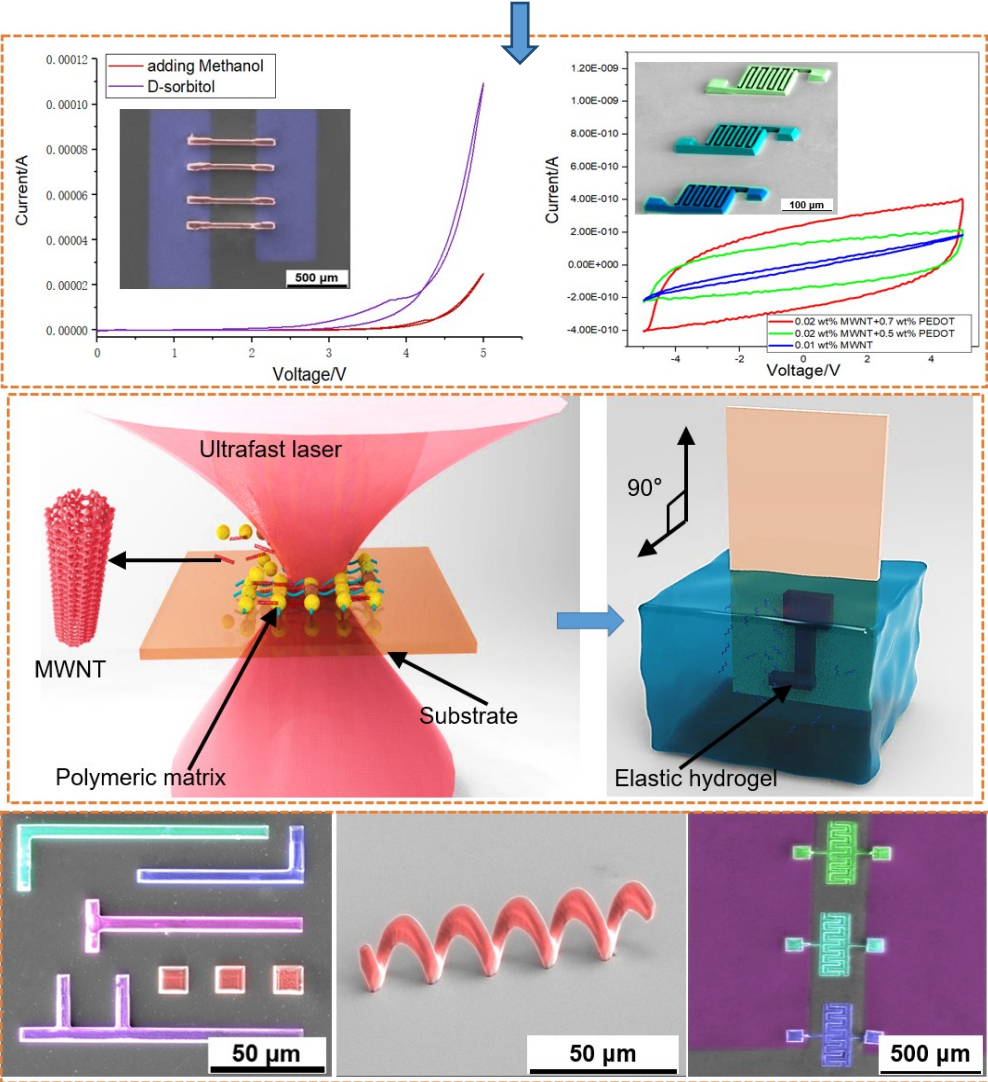 0.00012
0.00010
0.00008
0.00006
0.00004
0.00002
0.00000
Current/A
adding Methanol
D-sorbitol
500 μm
0
1
2
3
4
5
Voltage/V
1.20E-009
1.00E-009
8.00E-010
6.00E-010
4.00E-010
2.00E-010
0.00E+000
-2.00E-010
-4.00E-010
Current/A
100 μm
0.02 wt% MWNT+0.7 wt% PEDOT
0.02 wt% MWNT+0.5 wt% PEDOT
0.01 wt% MWNT
-4
-2
0
2
4
Voltage/V
Ultrafast laser
MWNT
Substrate
Polymeric matrix
90°
Elastic hydrogel
50 μm
50 μm
500 μm